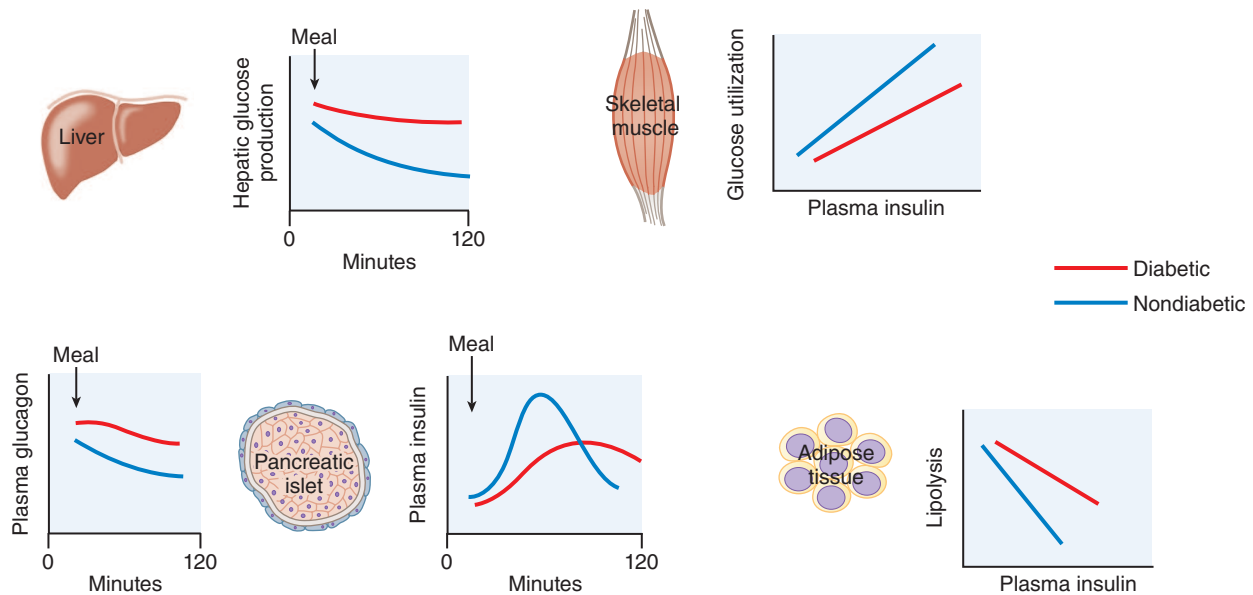 Meal
Liver
Hepatic glucose
production
0
120
Minutes
Skeletal
muscle
Glucose utilization
Plasma insulin
Diabetic
Nondiabetic
Meal
Plasma glucagon
0
120
Minutes
Pancreatic
islet
Meal
Plasma insulin
0
120
Minutes
Adipose
tissue
Lipolysis
Plasma insulin